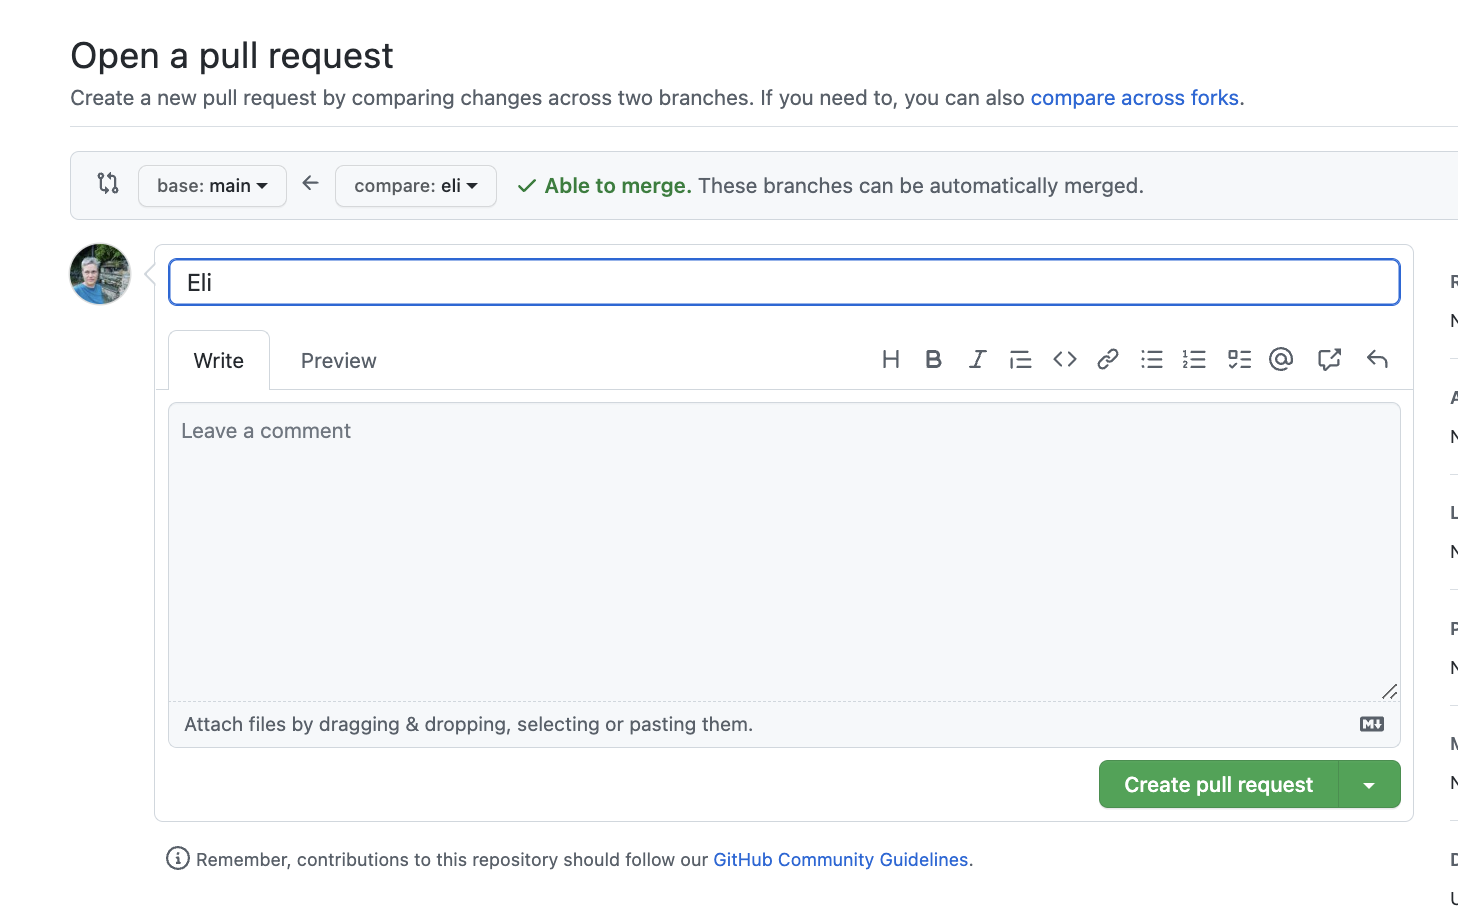 Open a pull request
Create a new pull request by comparing changes across two branches. If you need to, you can also compare across forks.
base: main
compare: eli
Able to merge. These branches can be automatically merged.
Eli
Write
Preview
Leave a comment
Attach files by dragging & dropping, selecting or pasting them.
Create pull request
Remember, contributions to this repository should follow our GitHub Community Guidelines.